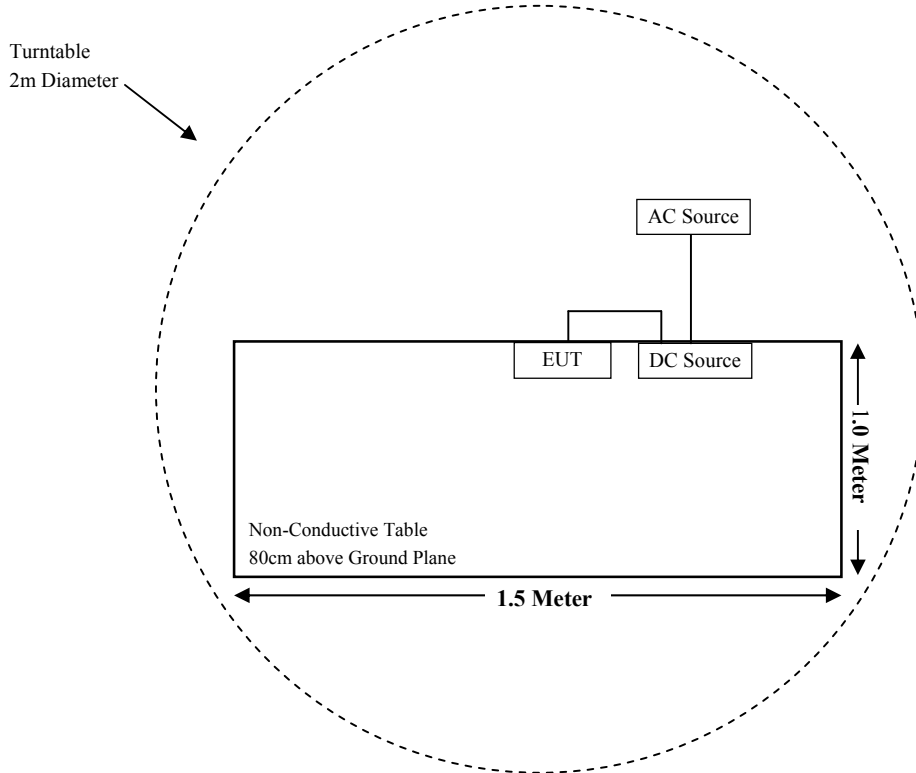 Turntable
2m Diameter
AC Source
EUT
DC Source
1.0 Meter
Non-Conductive Table
80cm above Ground Plane
1.5 Meter